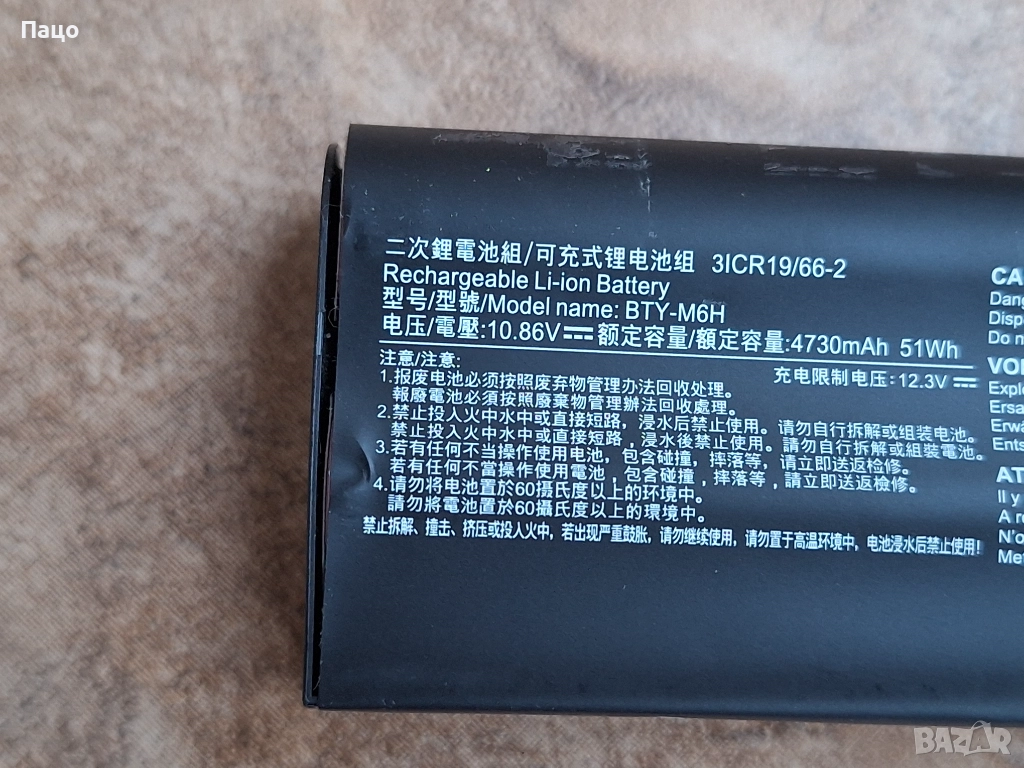 Пацо
二次鋰電池組/可充式锂电池组 3ICR19/66-2
Rechargeable Li-ion Battery
型号/型號/Model name: BTY-M6H
电压/電壓:10.86V⎓额定容量/額定容量:4730mAh 51Wh
注意/注意:
充电限制电压:12.3V⎓
1.报废电池必须按照废弃物管理办法回收处理。
報廢電池必須按照廢棄物管理辦法回收處理。
2.禁止投入火中水中或直接短路，浸水后禁止使用。请勿自行拆解或组装电池。
禁止投入火中水中或直接短路，浸水後禁止使用。請勿自行拆解或組裝電池。
3.若有任何不当操作使用电池，包含碰撞，摔落等，请立即送返检修。
若有任何不當操作使用電池，包含碰撞，摔落等，請立即送返檢修。
4.请勿将电池置於60攝氏度以上的环境中。
請勿將電池置於60攝氏度以上的環境中。
禁止拆解、撞击、挤压或投入火中，若出现严重鼓胀，请勿继续使用，请勿置于高温环境中，电池浸水后禁止使用！
CA
Dang
Dispo
Do no
VOR
Explo
Ersa
Erwä
Ents
AT
Il y
A re
N'o
Met
BAZAR